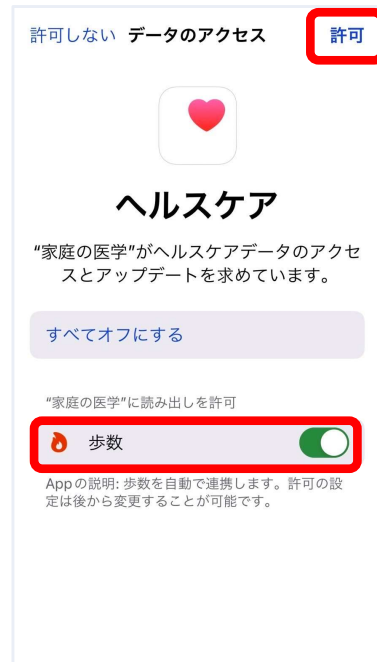 許可しない データのアクセス 許可
ヘルスケア
“家庭の医学”がヘルスケアデータのアクセ
スとアップデートを求めています。
すべてオフにする
“家庭の医学”に読み出しを許可
歩数
Appの説明: 歩数を自動で連携します。許可の設
定は後から変更することが可能です。